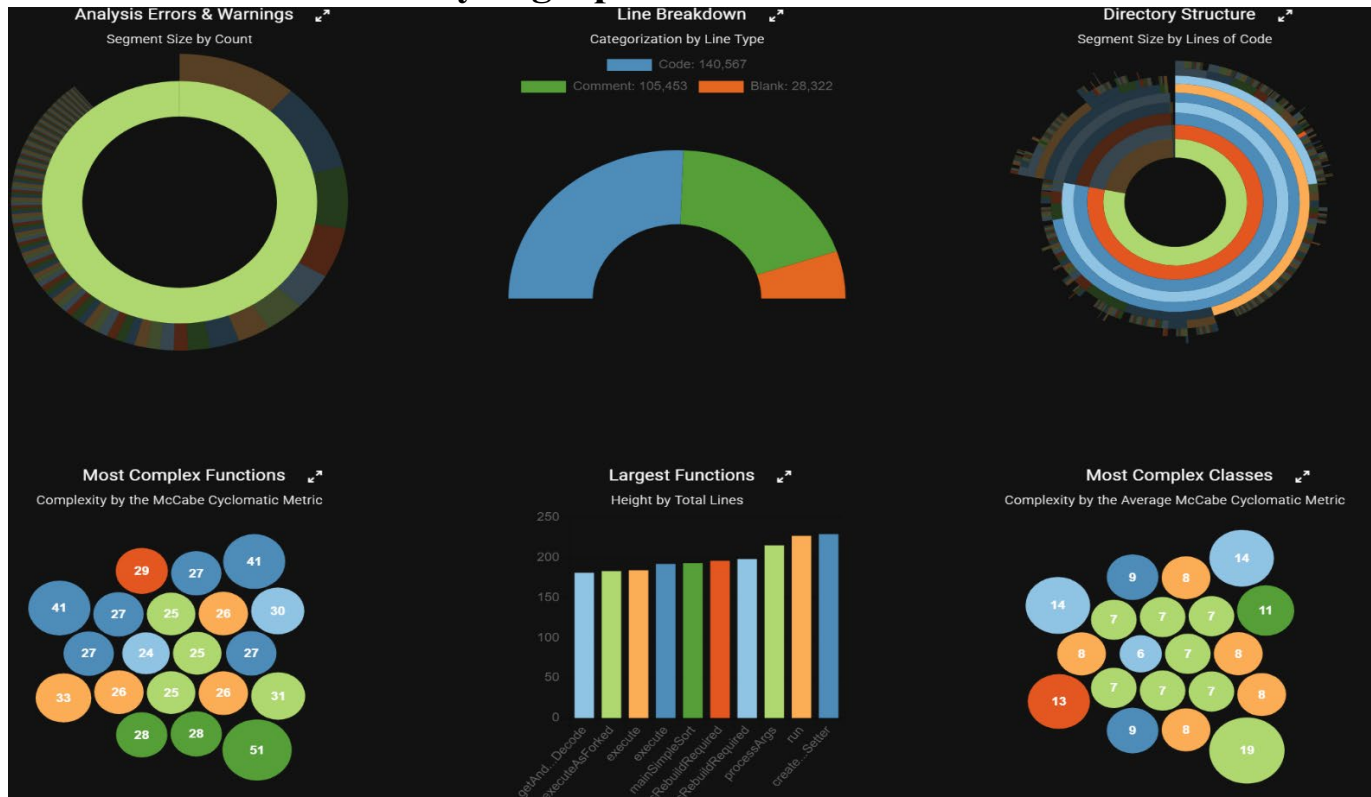 Analysis Errors & Warnings
Segment Size by Count
Line Breakdown
Categorization by Line Type
Code: 140,567
Comment: 105,453 Blank: 28,322
Directory Structure
Segment Size by Lines of Code
Most Complex Functions
Complexity by the McCabe Cyclomatic Metric
41
29
27
41
27
25
26
30
27
24
25
27
33
26
25
26
31
28
28
51
Largest Functions
Height by Total Lines
250
200
150
100
50
0
getAnd...Decode
executeAsForked
execute
execute
mainSimpleSort
RebuildRequired
RebuildRequired
processArgs
run
create...Setter
Most Complex Classes
Complexity by the Average McCabe Cyclomatic Metric
14
9
8
14
7
7
7
11
8
6
7
8
13
7
7
7
8
9
8
19